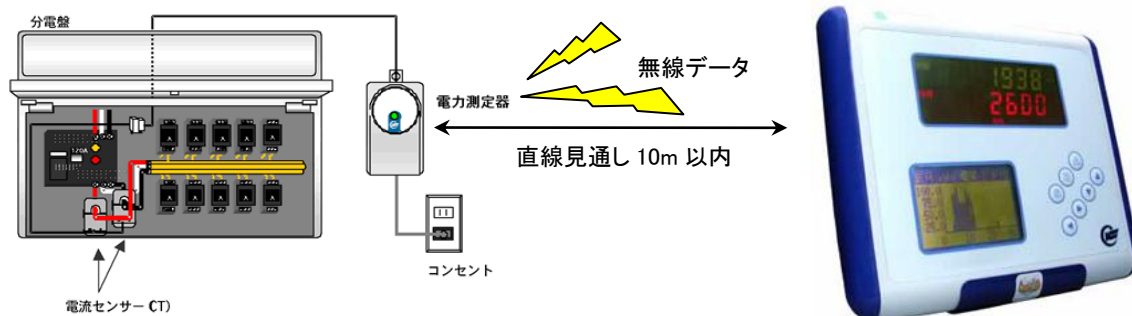 分電盤
120A
電流センサー CT)
電力測定器
コンセント
無線データ
直線見通し 10m 以内
1938
2600